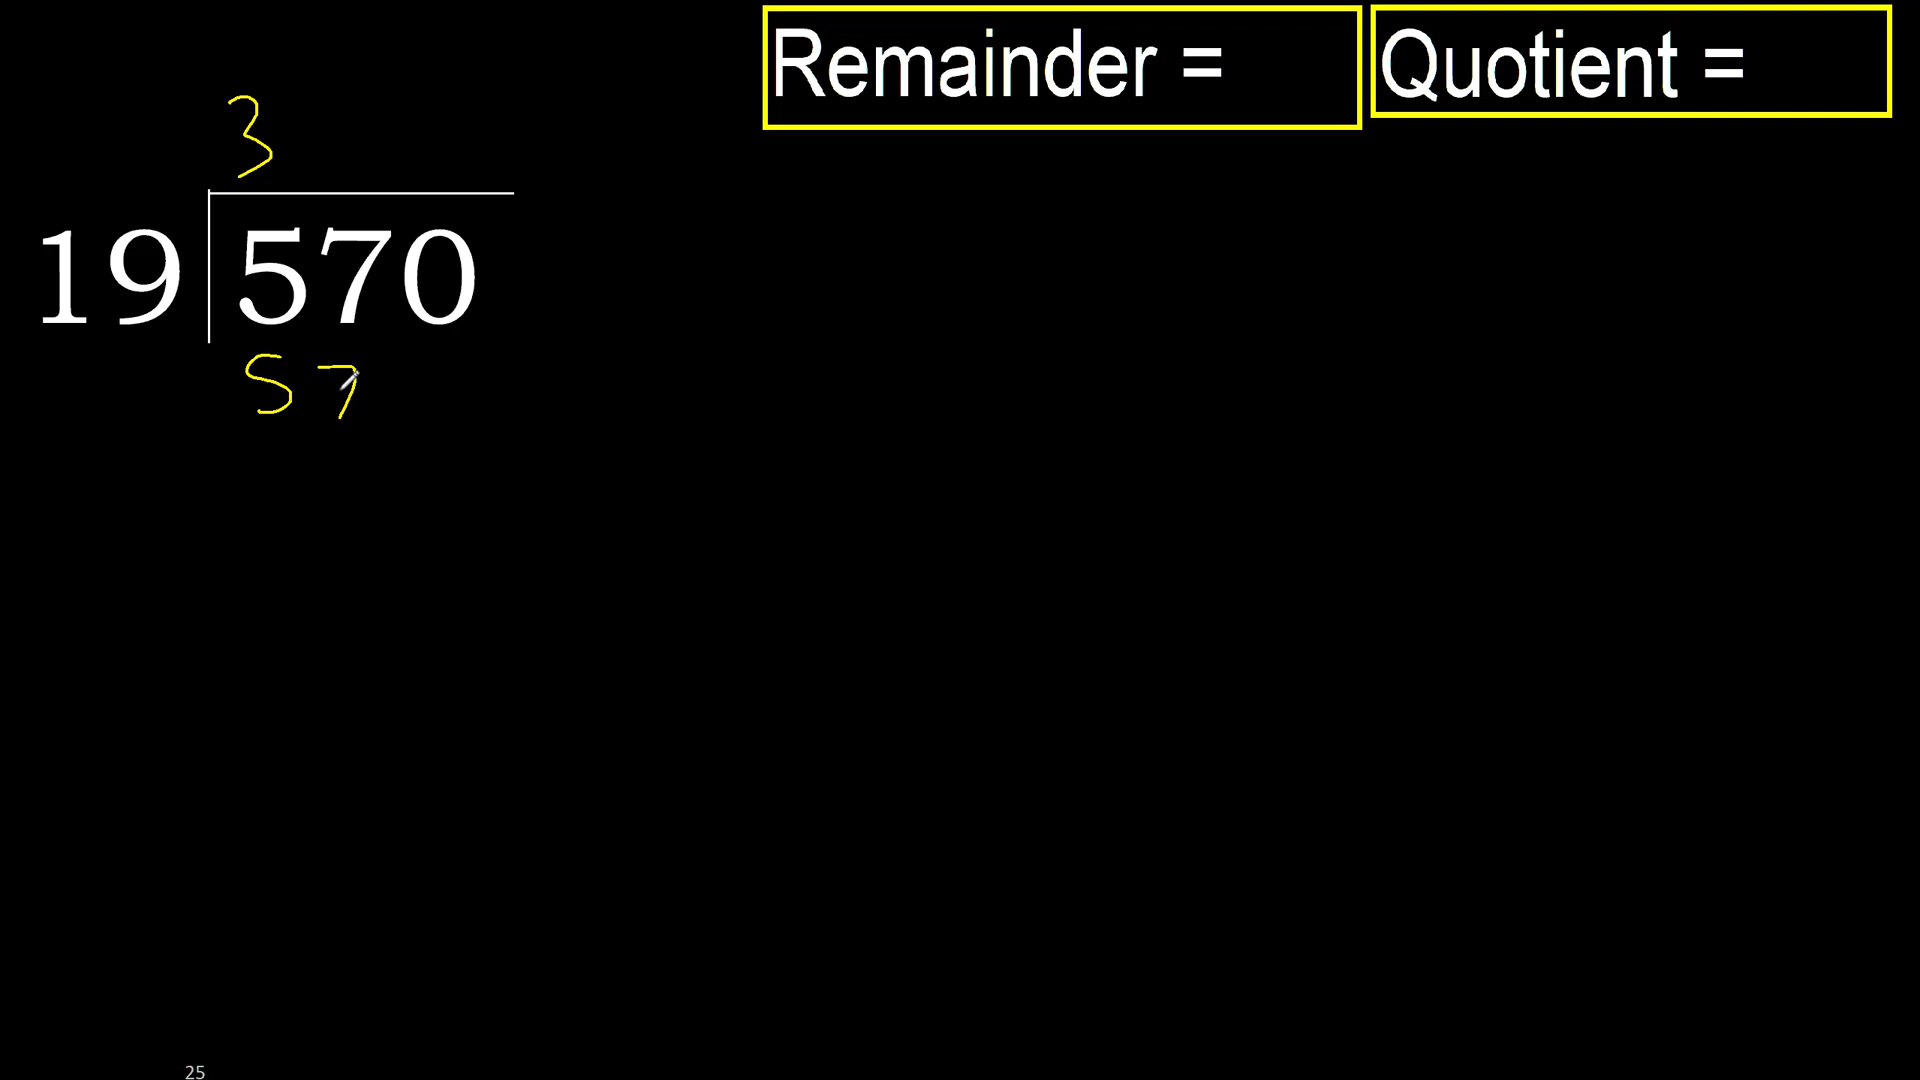 Remainder =
Quotient =
3
19 570
57
25